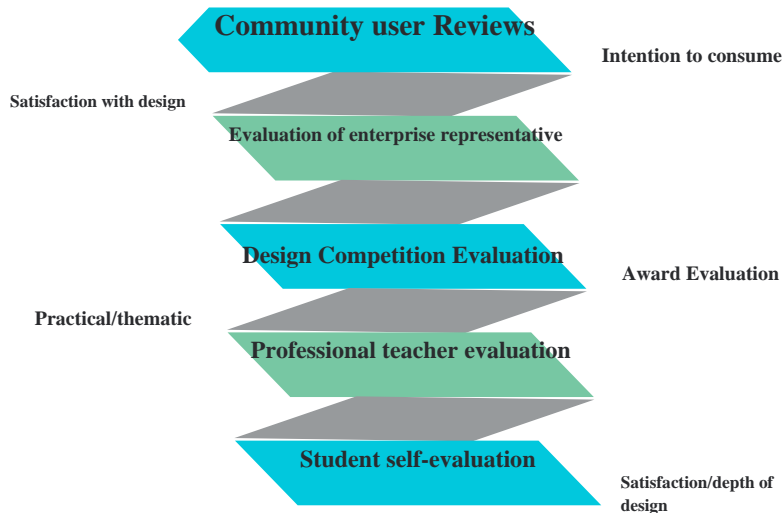 Community user Reviews
Intention to consume
Satisfaction with design
Evaluation of enterprise representative
Design Competition Evaluation
Award Evaluation
Practical/thematic
Professional teacher evaluation
Student self-evaluation
Satisfaction/depth of
design